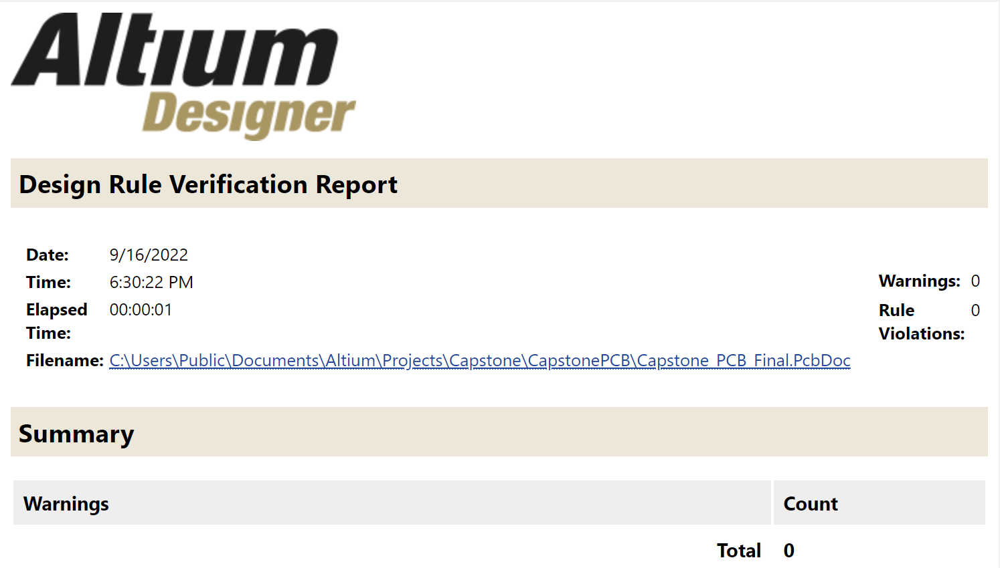 Altium
Designer
Design Rule Verification Report
Date: 9/16/2022
Time: 6:30:22 PM
Elapsed Time: 00:00:01
Filename: C:\Users\Public\Documents\Altium\Projects\Capstone\CapstonePCB\Capstone_PCB_Final.PcbDoc
Warnings: 0
Rule Violations: 0
Summary
Warnings Count
Total 0